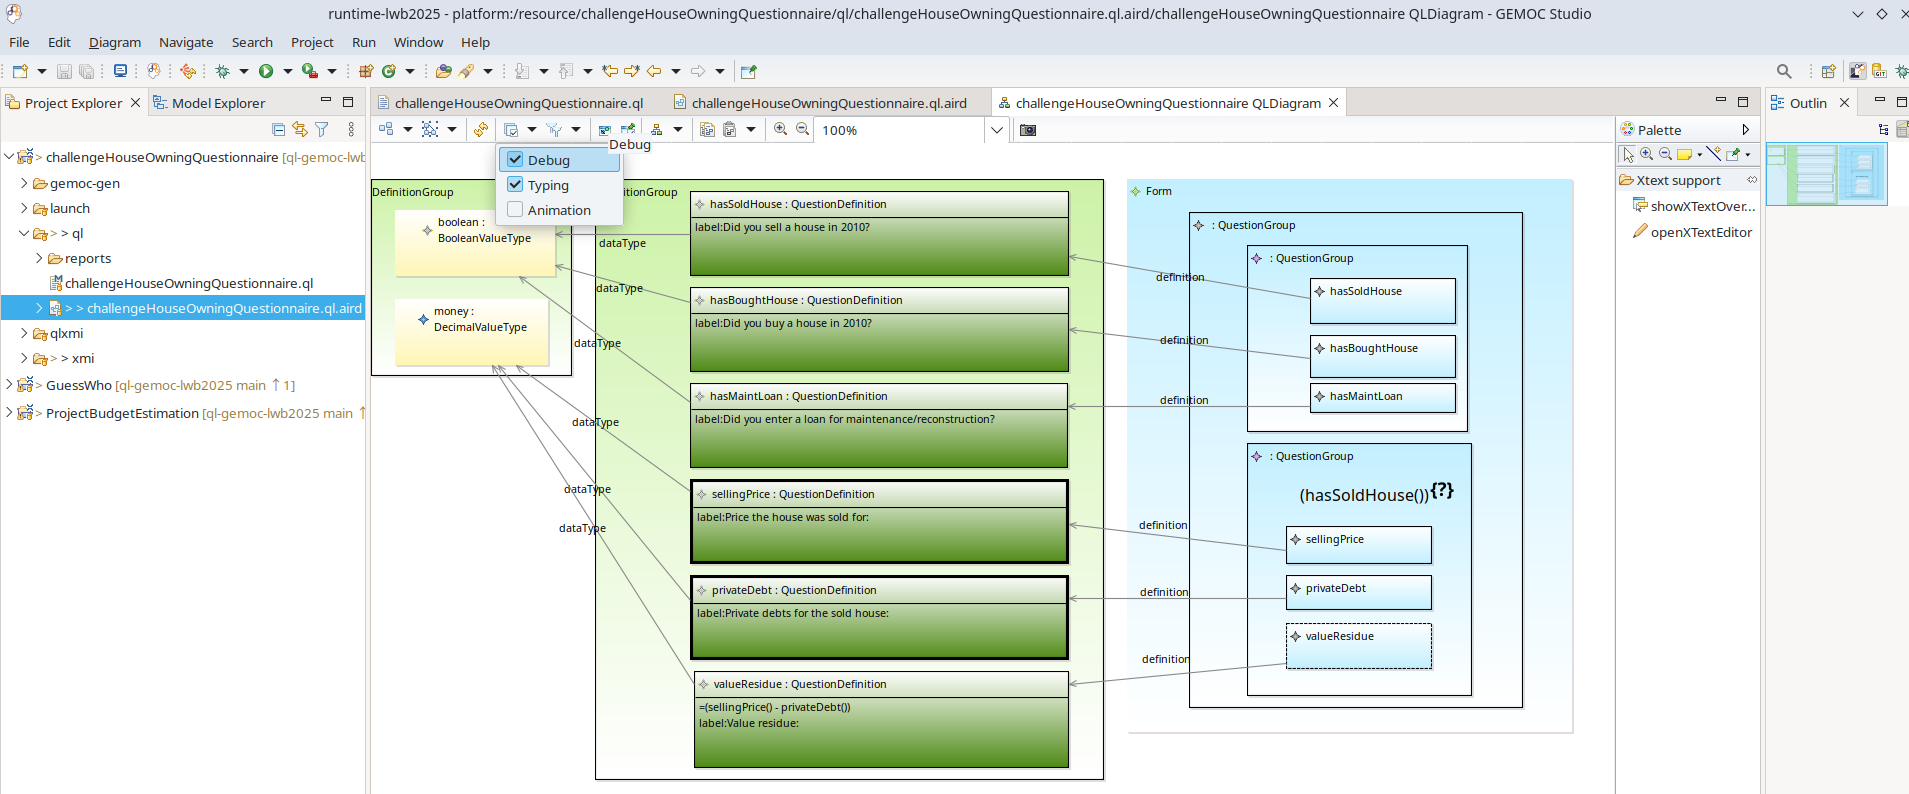 runtime-lwb2025 - platform:/resource/challengeHouseOwningQuestionnaire/ql/challengeHouseOwningQuestionnaire.ql.aird/challengeHouseOwningQuestionnaire QLDiagram - GEMOC Studio
File Edit Diagram Navigate Search Project Run Window Help
Project Explorer Model Explorer
challengeHouseOwningQuestionnaire.ql challengeHouseOwningQuestionnaire.ql.aird challengeHouseOwningQuestionnaire QLDiagram
Outlin
100%
Palette
> challengeHouseOwningQuestionnaire [ql-gemoc-lwb
gemoc-gen
launch
> > ql
reports
challengeHouseOwningQuestionnaire.ql
> > challengeHouseOwningQuestionnaire.ql.aird
qlxmi
> > xmi
> GuessWho [ql-gemoc-lwb2025 main ↑1]
> ProjectBudgetEstimation [ql-gemoc-lwb2025 main ↑
Debug
Debug
Typing
Animation
DefinitionGroup
boolean :
BooleanValueType
money :
DecimalValueType
itionGroup
dataType
dataType
dataType
dataType
dataType
dataType
hasSoldHouse : QuestionDefinition
label:Did you sell a house in 2010?
hasBoughtHouse : QuestionDefinition
label:Did you buy a house in 2010?
hasMaintLoan : QuestionDefinition
label:Did you enter a loan for maintenance/reconstruction?
sellingPrice : QuestionDefinition
label:Price the house was sold for:
privateDebt : QuestionDefinition
label:Private debts for the sold house:
valueResidue : QuestionDefinition
=(sellingPrice() - privateDebt())
label:Value residue:
definition
definition
definition
definition
definition
definition
Form
: QuestionGroup
: QuestionGroup
hasSoldHouse
hasBoughtHouse
hasMaintLoan
: QuestionGroup
(hasSoldHouse()){?}
sellingPrice
privateDebt
valueResidue
Xtext support
showXTextOver...
openXTextEditor